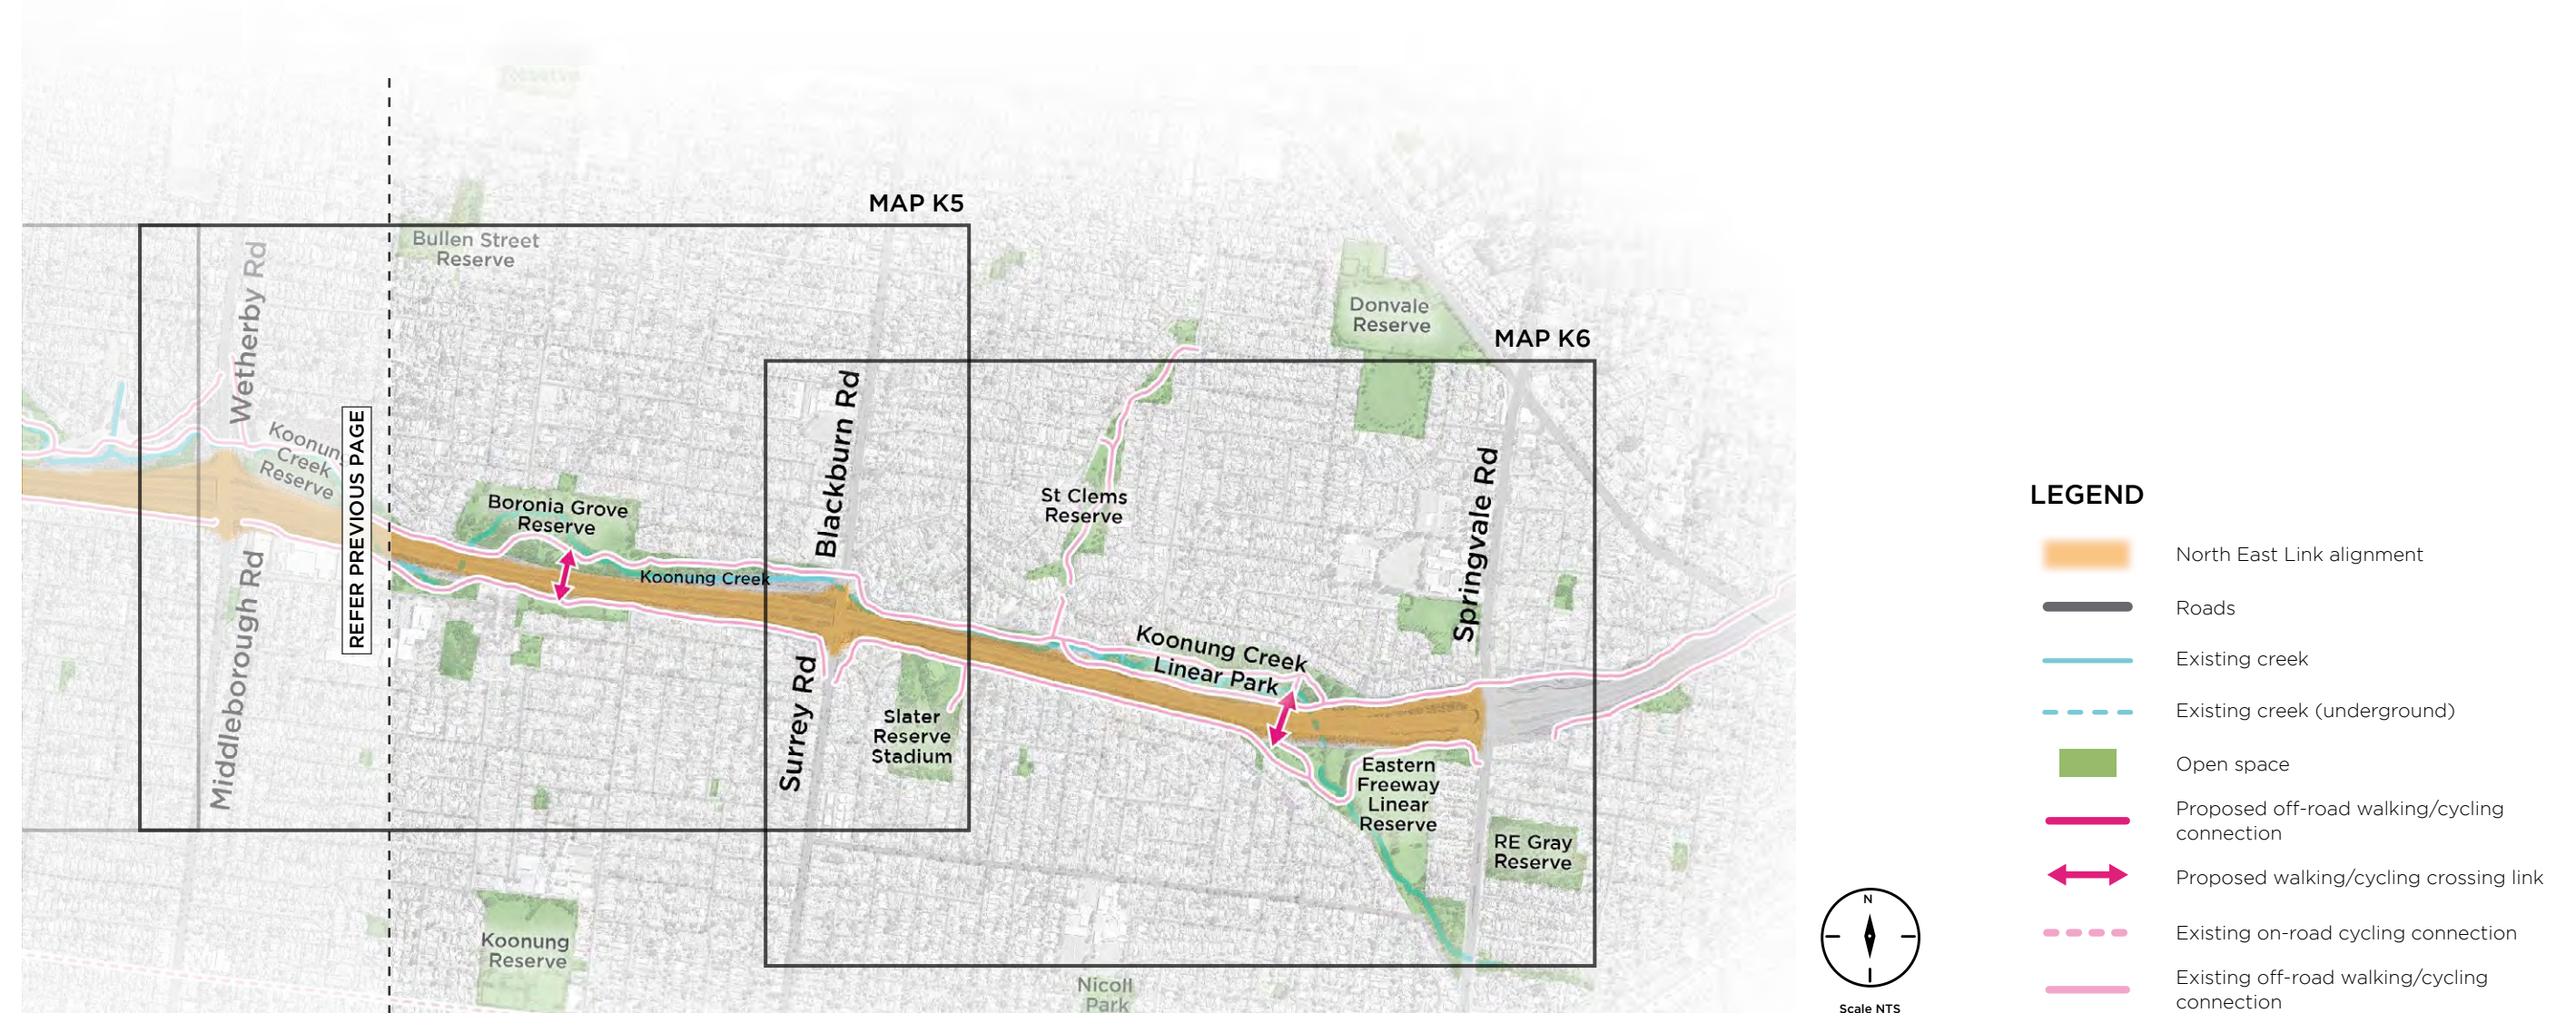 Reserve
MAP K5
Bullen Street
Reserve
Wetherby Rd
Donvale
Reserve
MAP K6
Blackburn Rd
REFER PREVIOUS PAGE
Koonung
Creek
Reserve
Boronia Grove
Reserve
St Clems
Reserve
Springvale Rd
Koonung Creek
Middleborough Rd
Koonung Creek
Linear Park
Surrey Rd
Slater
Reserve
Stadium
Eastern
Freeway
Linear
Reserve
RE Gray
Reserve
Koonung
Reserve
Nicoll
Park
N
Scale NTS
LEGEND
North East Link alignment
Roads
Existing creek
Existing creek (underground)
Open space
Proposed off-road walking/cycling
connection
Proposed walking/cycling crossing link
Existing on-road cycling connection
Existing off-road walking/cycling
connection